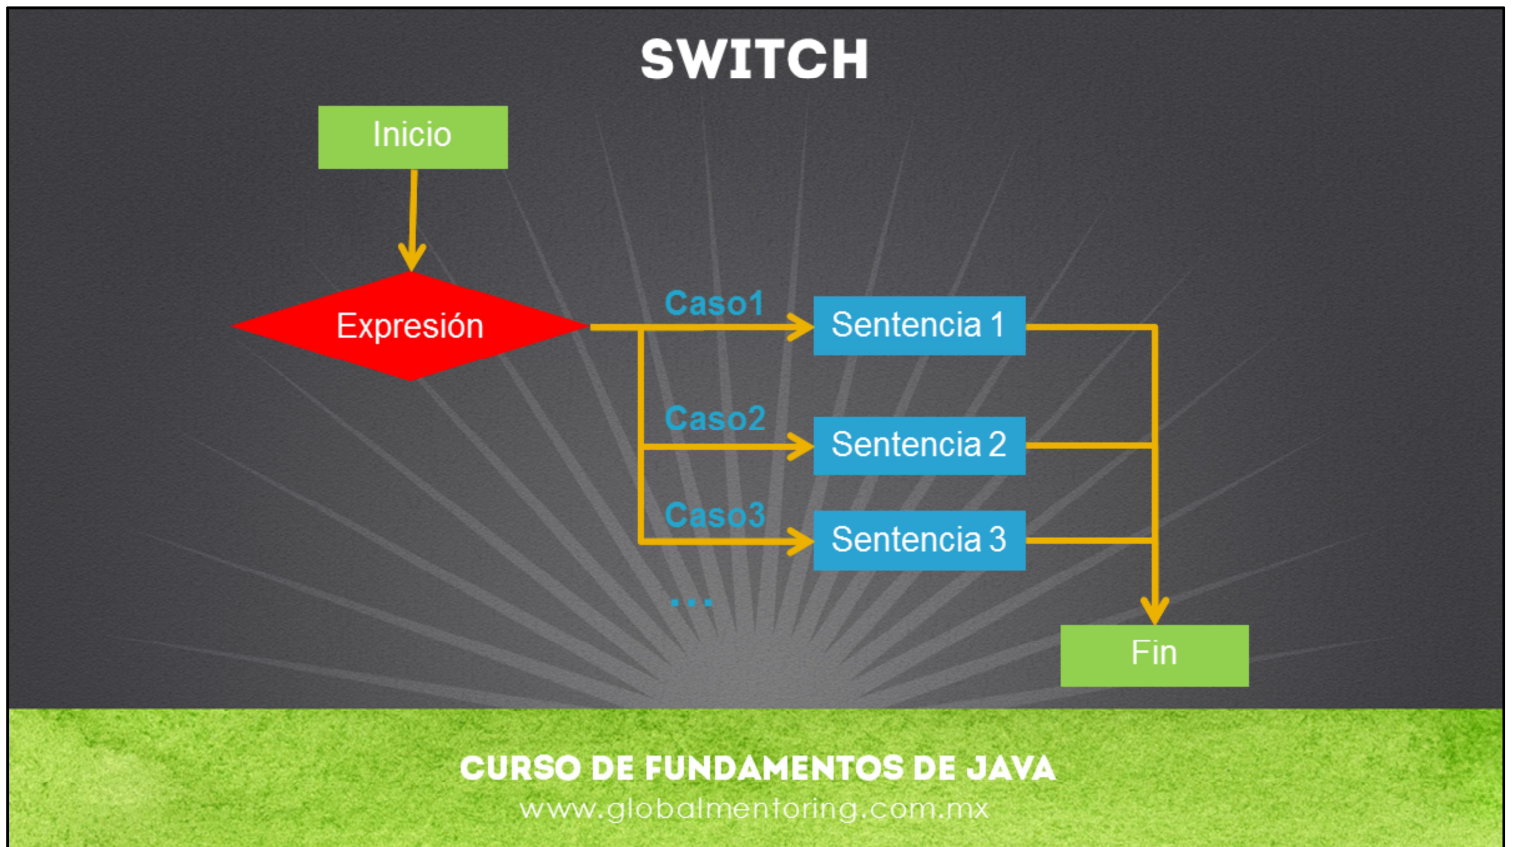 SWITCH
Inicio
Expresión
Caso1
Sentencia 1
Caso2
Sentencia 2
Caso3
Sentencia 3
...
Fin
CURSO DE FUNDAMENTOS DE JAVA
www.globalmentoring.com.mx